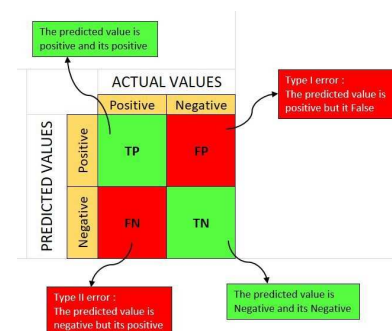 The predicted value is
positive and its positive
ACTUAL VALUES
Positive
Negative
Type I error :
The predicted value is
positive but it False
PREDICTED VALUES
Positive
TP
FP
Negative
FN
TN
Type II error :
The predicted value is
negative but its positive
The predicted value is
Negative and its Negative